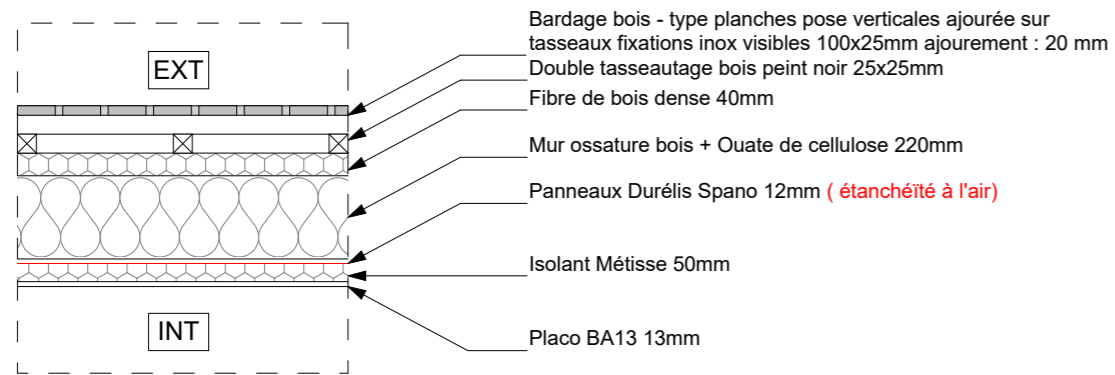 Bardage bois - type planches pose verticales ajourée sur
tasseaux fixations inox visibles 100x25mm ajourement : 20 mm
EXT
Double tasseautage bois peint noir 25x25mm
Fibre de bois dense 40mm
Mur ossature bois + Ouate de cellulose 220mm
Panneaux Durélis Spano 12mm ( étanchéïté à l'air)
Isolant Métisse 50mm
INT
Placo BA13 13mm